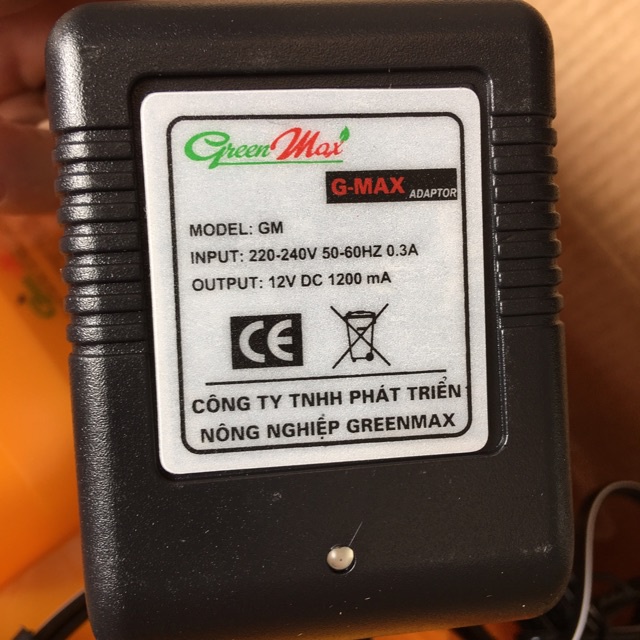 Green Max
G-MAX ADAPTOR
MODEL: GM
INPUT: 220-240V 50-60HZ 0.3A
OUTPUT: 12V DC 1200 mA
CE
CÔNG TY TNHH PHÁT TRIỂN
NÔNG NGHIỆP GREENMAX